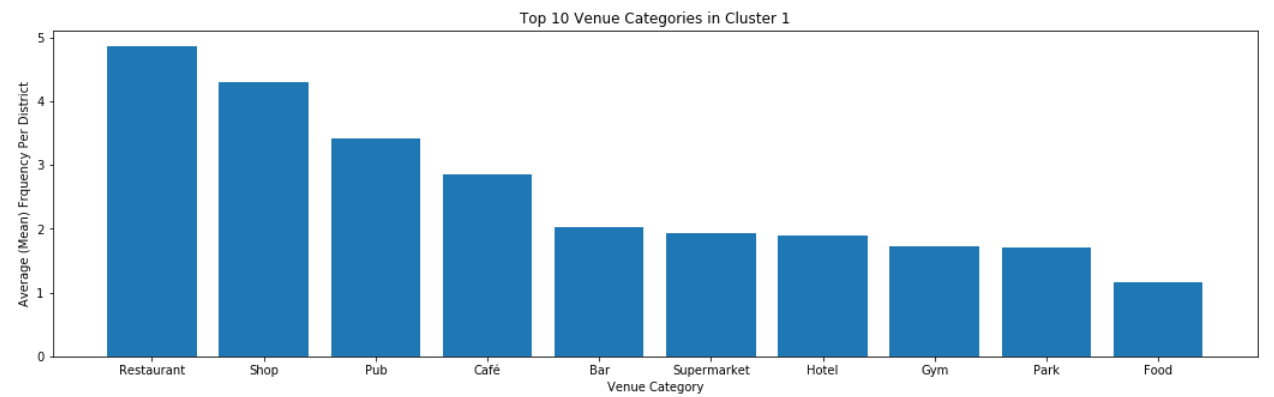 Top 10 Venue Categories in Cluster 1
Average (Mean) Frquency Per District
5
4
3
2
1
0
Restaurant Shop Pub Café Bar Supermarket Hotel Gym Park Food
Venue Category